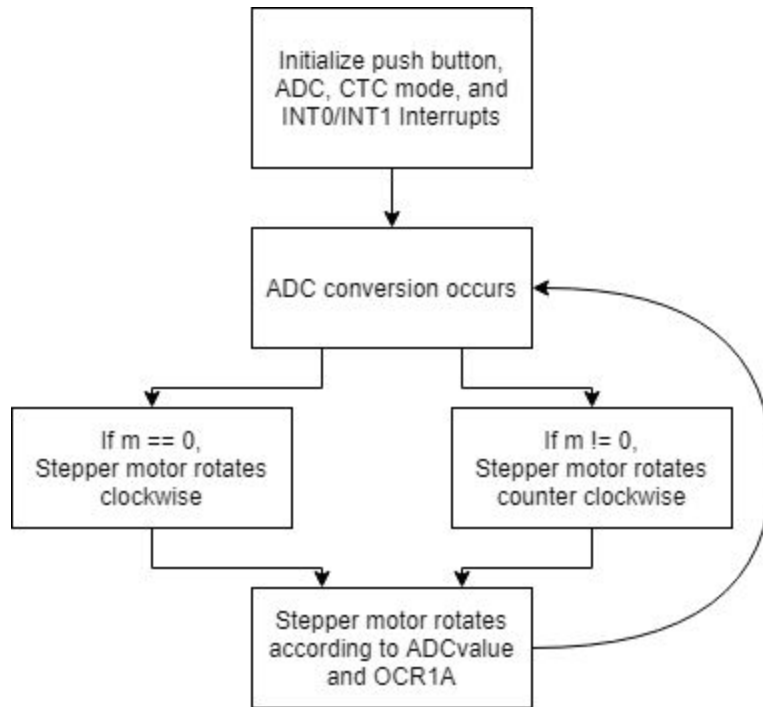 Initialize push button,
ADC, CTC mode, and
INT0/INT1 Interrupts
ADC conversion occurs
If m == 0,
Stepper motor rotates
clockwise
If m != 0,
Stepper motor rotates
counter clockwise
Stepper motor rotates
according to ADCvalue
and OCR1A